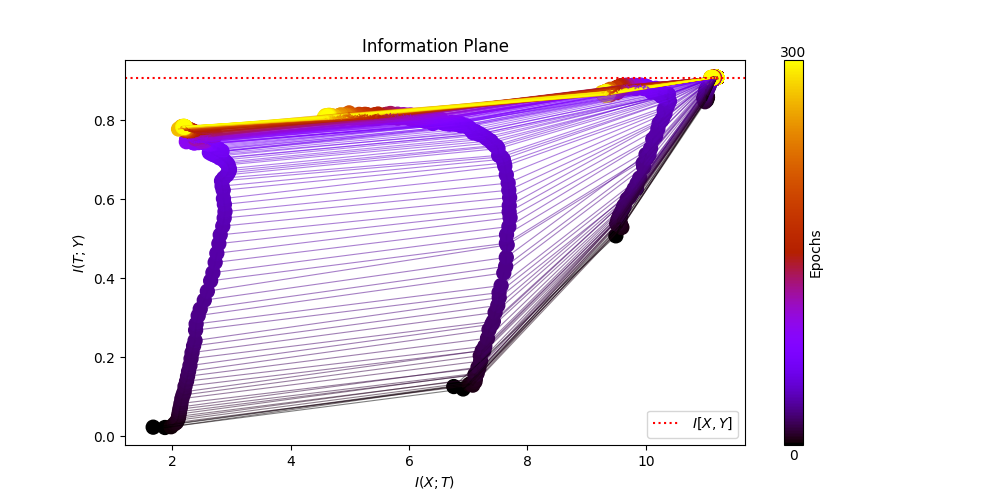 Information Plane
300
0.8
0.6
0.4
0.2
0.0
I(T; Y)
Epochs
I[X, Y]
0
2
4
6
8
10
I(X; T)